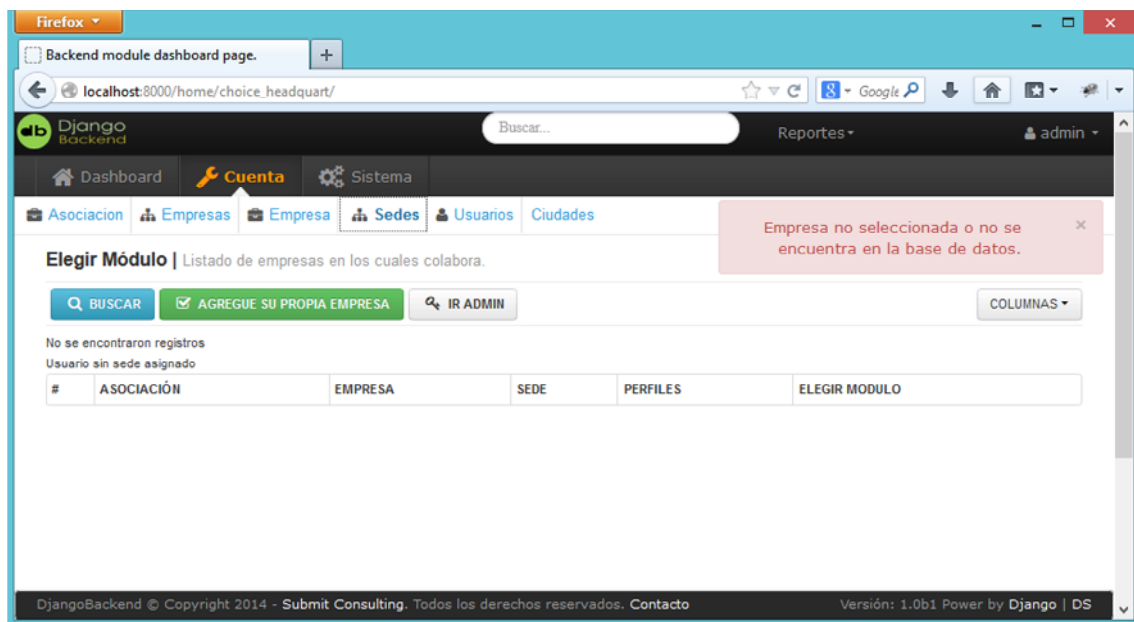 Firefox
Backend module dashboard page.
localhost:8000/home/choice_headquart/
Google
db Django Backend
Buscar...
Reportes
admin
Dashboard Cuenta Sistema
Asociacion Empresas Empresa Sedes Usuarios Ciudades
Empresa no seleccionada o no se
encuentra en la base de datos.
Elegir Módulo | Listado de empresas en los cuales colabora.
BUSCAR AGREGUE SU PROPIA EMPRESA IR ADMIN COLUMNAS
No se encontraron registros
Usuario sin sede asignado
# ASOCIACIÓN EMPRESA SEDE PERFILES ELEGIR MODULO
DjangoBackend © Copyright 2014 - Submit Consulting. Todos los derechos reservados. Contacto Versión: 1.0b1 Power by Django | DS